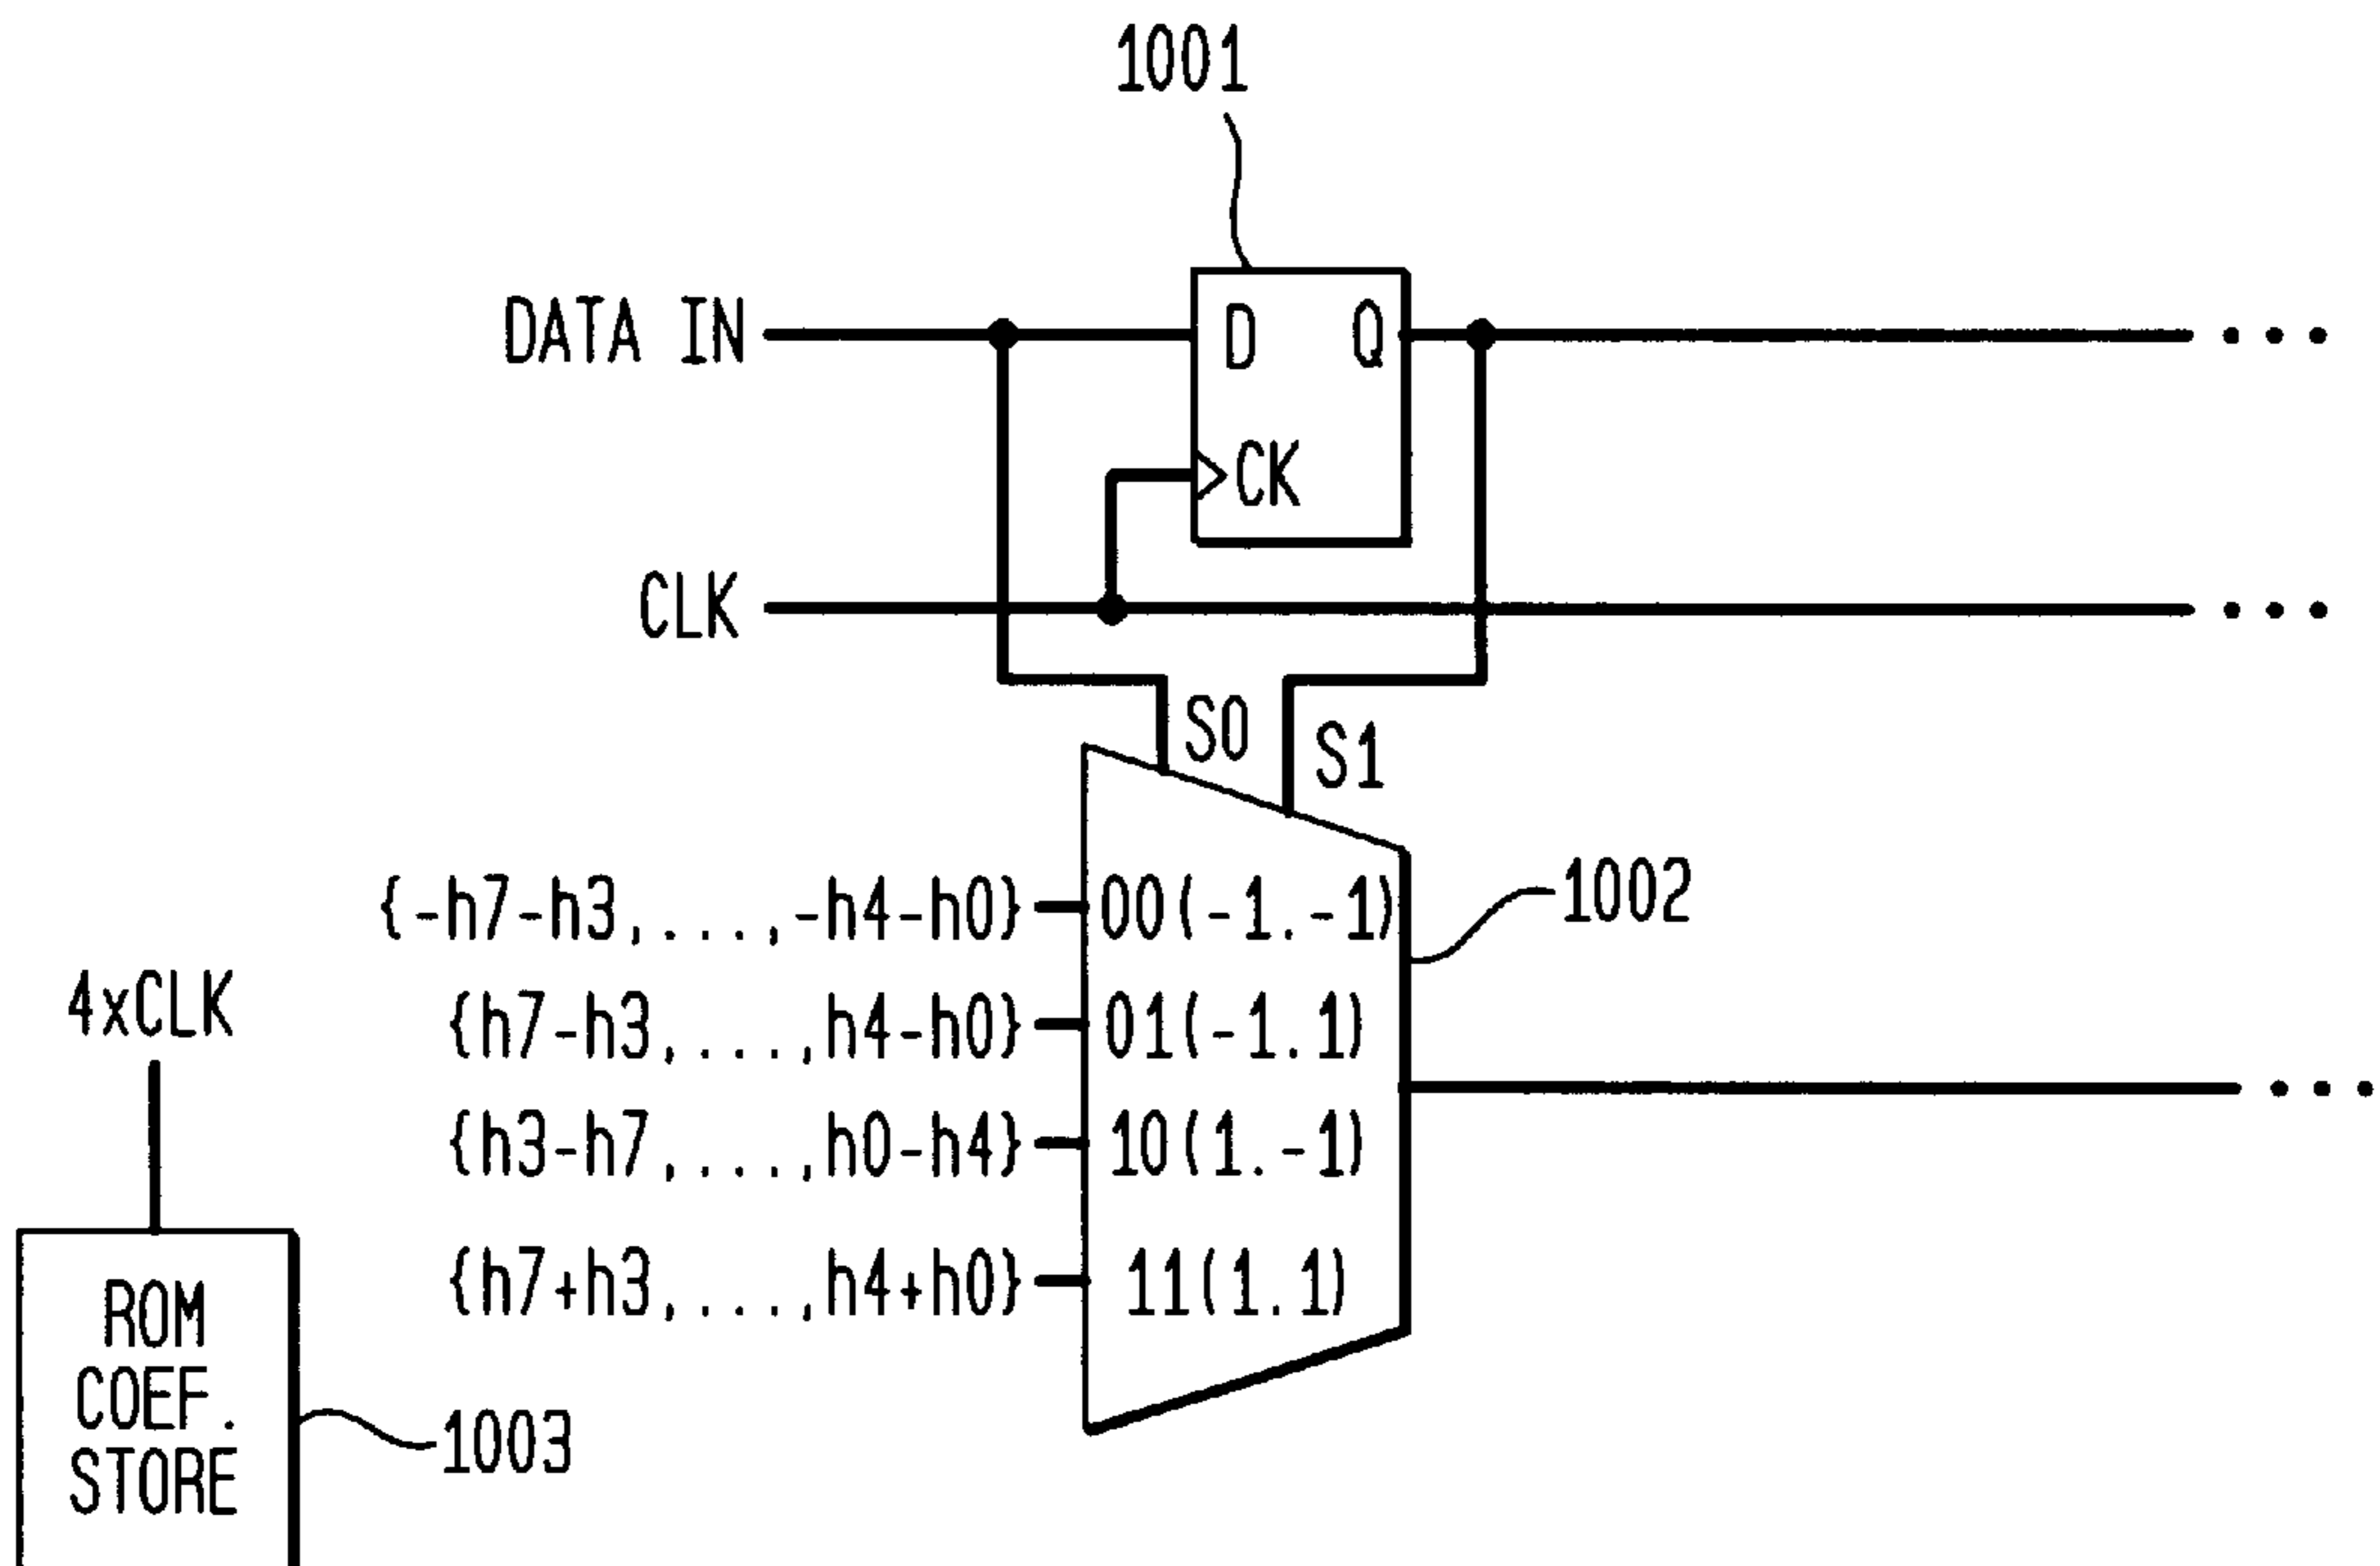 1001
DATA IN
D Q
CK
CLK
S0
S1
{-h7-h3,...,-h4-h0} 00(-1.-1)
1002
{h7-h3,...,h4-h0} 01(-1.1)
{h3-h7,...,h0-h4} 10(1.-1)
{h7+h3,...,h4+h0} 11(1.1)
4xCLK
ROM
COEF.
STORE
1003